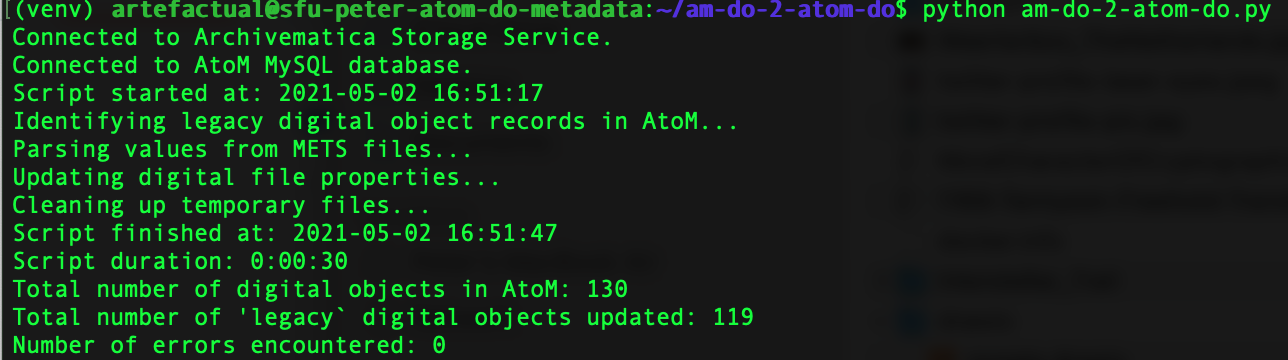 [(venv) artefactual@sfu-peter-atom-do-metadata:~/am-do-2-atom-do$ python am-do-2-atom-do.py
Connected to Archivematica Storage Service.
Connected to AtoM MySQL database.
Script started at: 2021-05-02 16:51:17
Identifying legacy digital object records in AtoM...
Parsing values from METS files...
Updating digital file properties...
Cleaning up temporary files...
Script finished at: 2021-05-02 16:51:47
Script duration: 0:00:30
Total number of digital objects in AtoM: 130
Total number of 'legacy` digital objects updated: 119
Number of errors encountered: 0